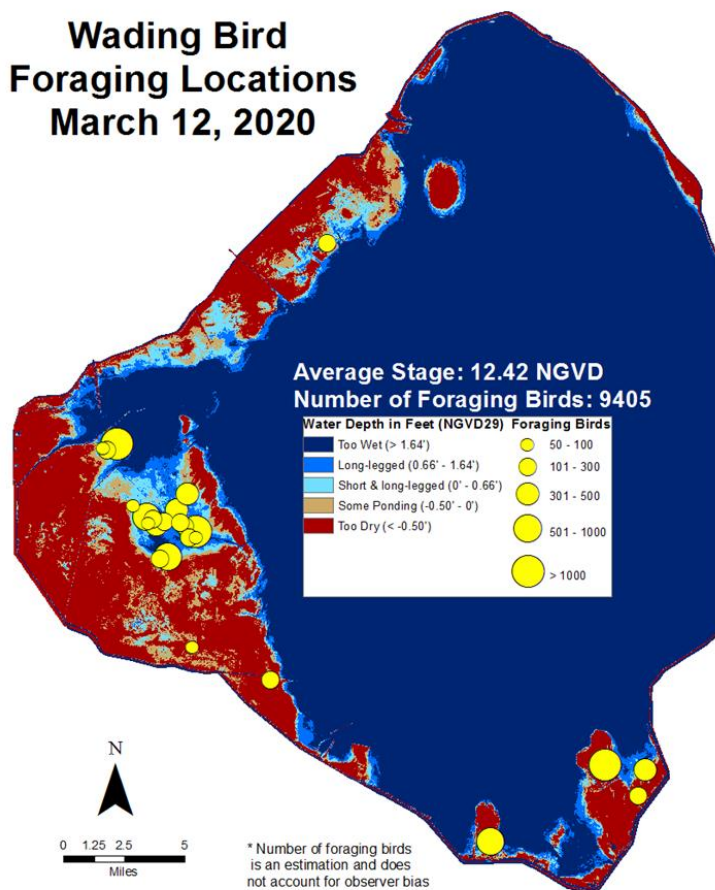 Wading Bird
Foraging Locations
March 12, 2020
Average Stage: 12.42 NGVD
Number of Foraging Birds: 9405
Water Depth in Feet (NGVD29)
Too Wet (> 1.64')
Long-legged (0.66' - 1.64')
Short & long-legged (0' - 0.66')
Some Ponding (-0.50' - 0')
Too Dry (< -0.50')
Foraging Birds
50 - 100
101 - 300
301 - 500
501 - 1000
> 1000
N
0 1.25 2.5 5
Miles
* Number of foraging birds
is an estimation and does
not account for observer bias